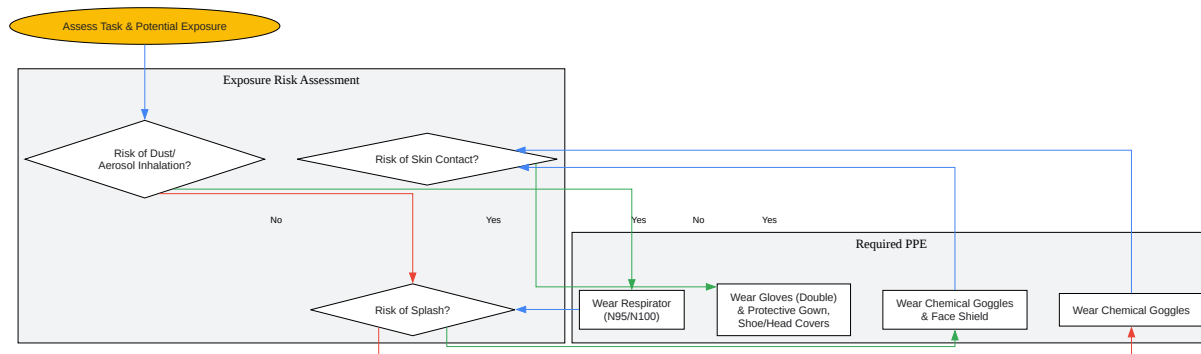 Assess Task & Potential Exposure
Exposure Risk Assessment
Risk of Dust/
Aerosol Inhalation?
Risk of Skin Contact?
No
Yes
Yes
No
Yes
Required PPE
Risk of Splash?
Wear Respirator
(N95/N100)
Wear Gloves (Double)
& Protective Gown,
Shoe/Head Covers
Wear Chemical Goggles
& Face Shield
Wear Chemical Goggles